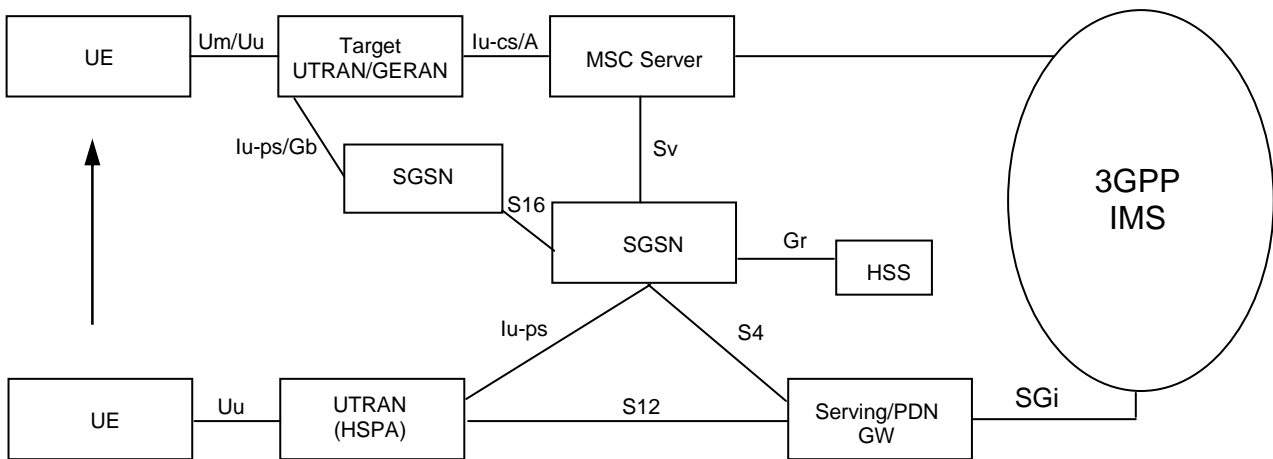 UE
Um/Uu
Target
UTRAN/GERAN
Iu-cs/A
MSC Server
Iu-ps/Gb
SGSN
Sv
3GPP
IMS
S16
SGSN
Gr
HSS
Iu-ps
S4
UE
Uu
UTRAN
(HSPA)
S12
Serving/PDN
GW
SGi